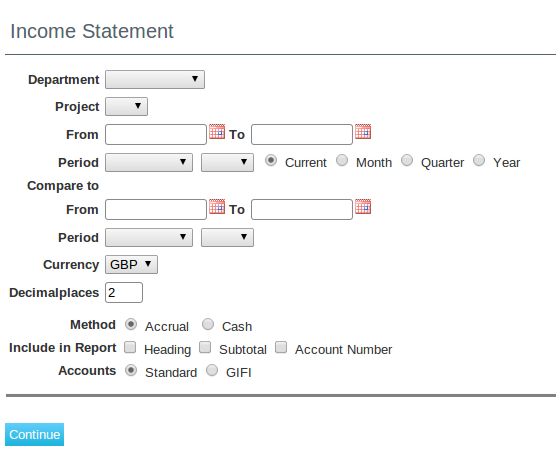 Income Statement
Department
Project
From To
Period Current Month Quarter Year
Compare to
From To
Period
Currency GBP
Decimalplaces 2
Method Accrual Cash
Include in Report Heading Subtotal Account Number
Accounts Standard GIFI
Continue